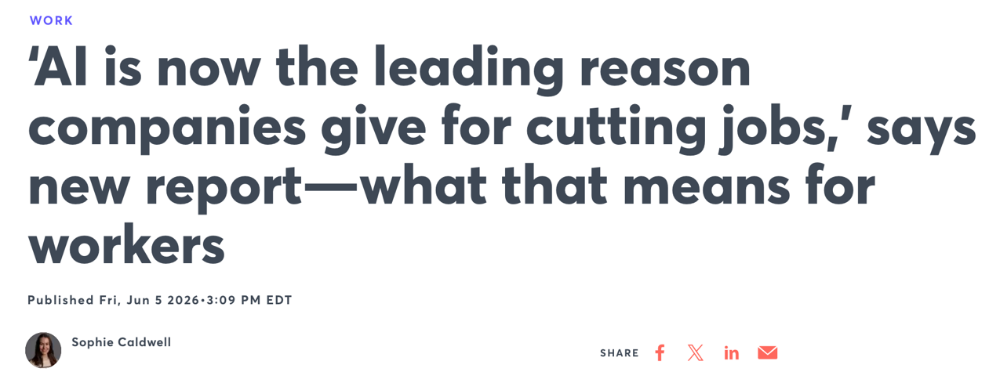 WORK
‘AI is now the leading reason
companies give for cutting jobs,’ says
new report—what that means for
workers
Published Fri, Jun 5 2026•3:09 PM EDT
Sophie Caldwell
SHARE